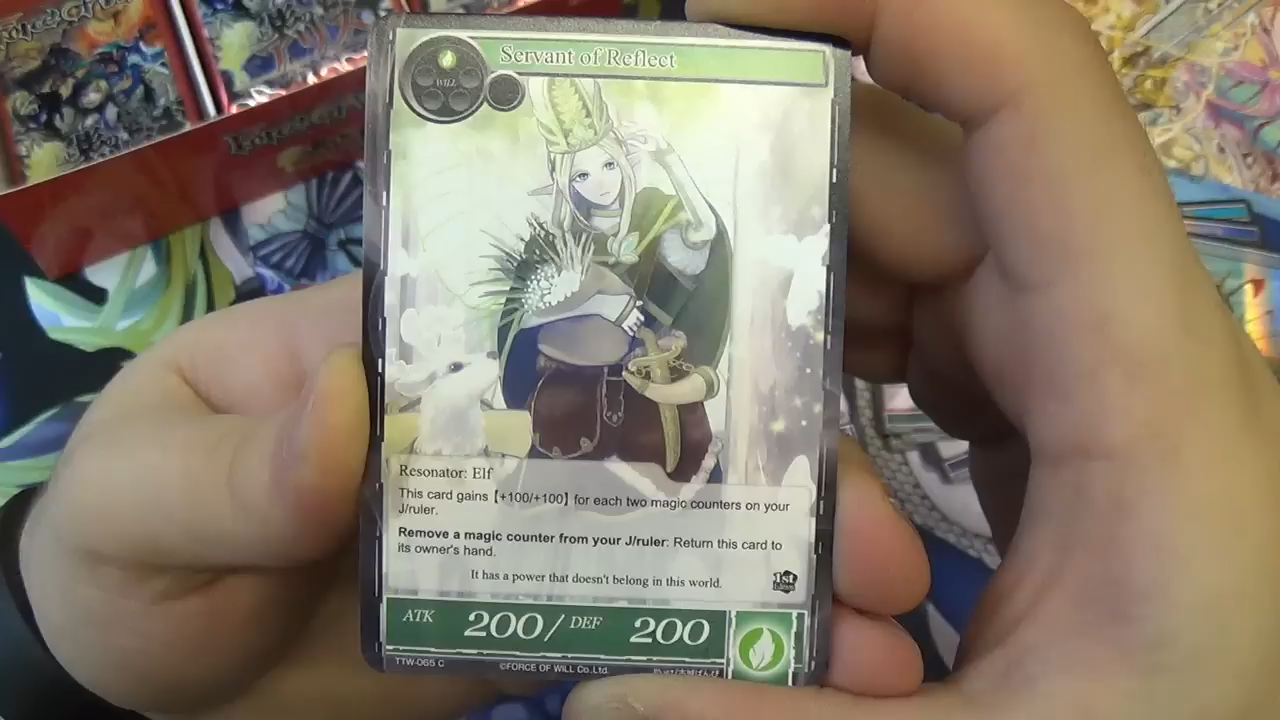 Servant of Reflect
WILL
Resonator: Elf
This card gains【+100/+100】for each two magic counters on your
J/ruler.
Remove a magic counter from your J/ruler: Return this card to
its owner's hand.
It has a power that doesn't belong in this world.
1st
ATK 200 / DEF 200
TTW-065 C
©FORCE OF WILL Co.,Ltd.